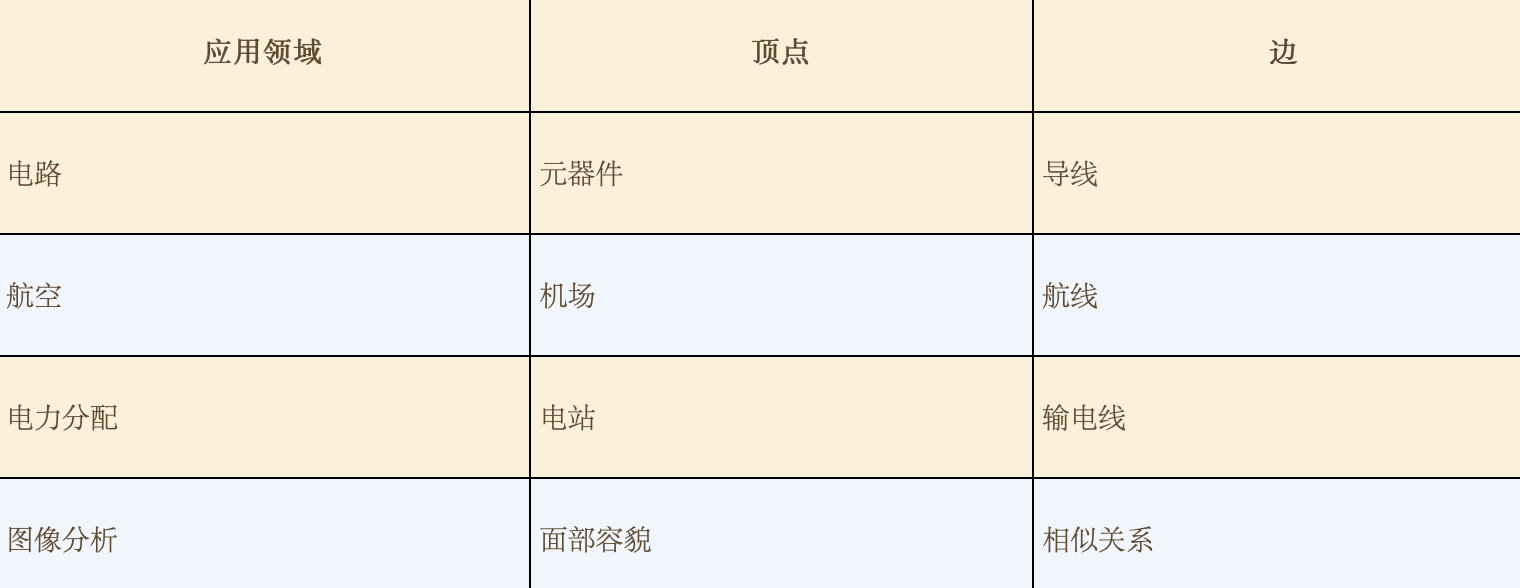 应用领域 顶点 边
电路 元器件 导线
航空 机场 航线
电力分配 电站 输电线
图像分析 面部容貌 相似关系